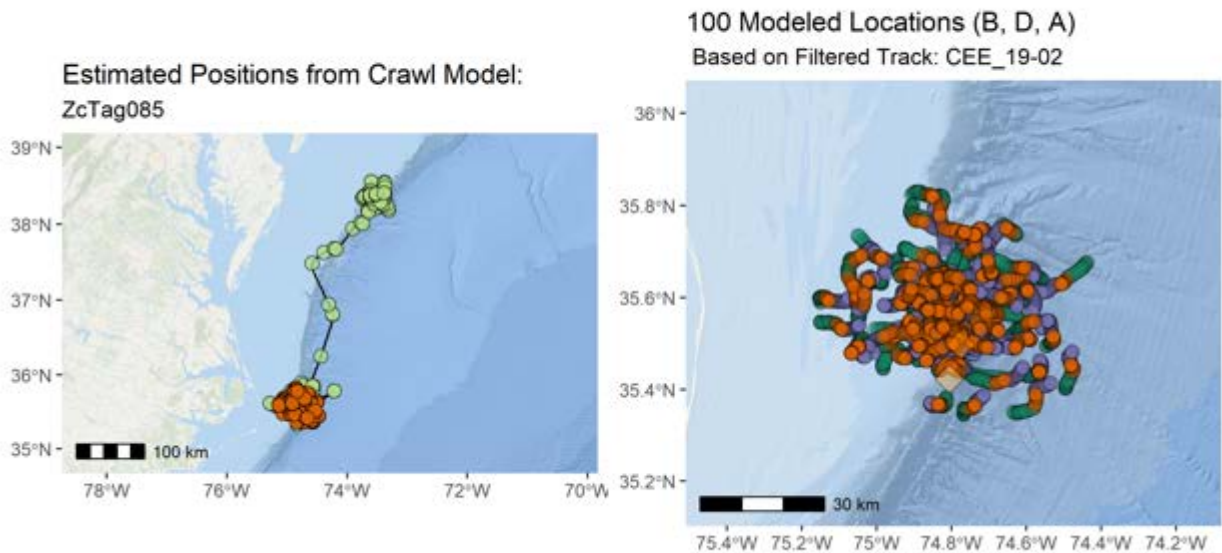 Estimated Positions from Crawl Model:
ZcTag085
39°N
38°N
37°N
36°N
35°N
100 km
78°W
76°W
74°W
72°W
70°W
100 Modeled Locations (B, D, A)
Based on Filtered Track: CEE_19-02
36°N
35.8°N
35.6°N
35.4°N
35.2°N
30 km
75.4°W
75.2°W
75°W
74.8°W
74.6°W
74.4°W
74.2°W